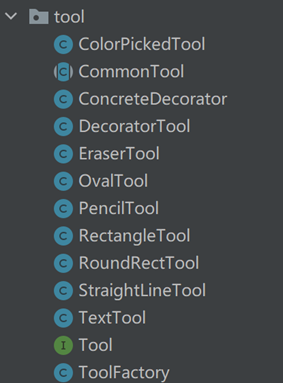 tool
C ColorPickedTool
C CommonTool
C ConcreteDecorator
C DecoratorTool
C EraserTool
C OvalTool
C PencilTool
C RectangleTool
C RoundRectTool
C StraightLineTool
C TextTool
I Tool
C ToolFactory